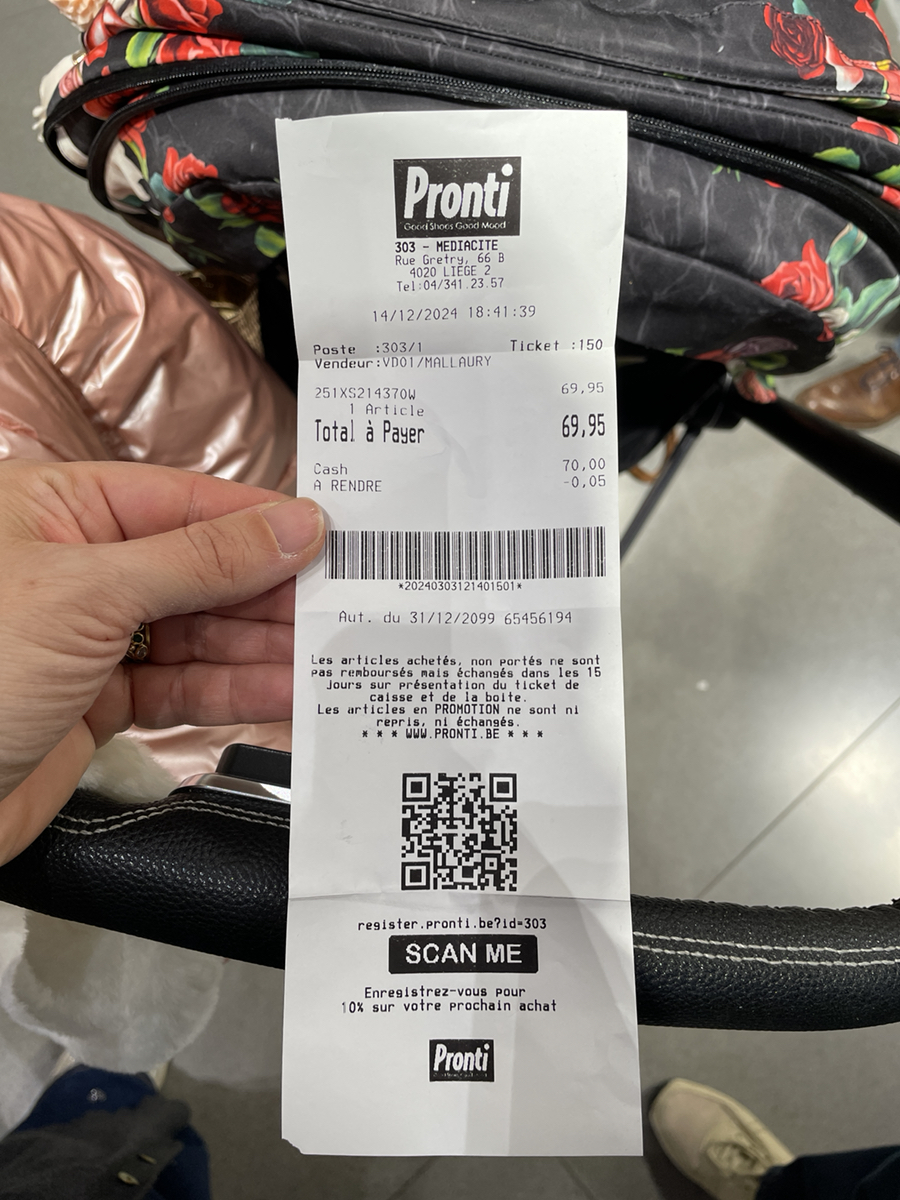 Pronti
Good Shoes Good Mood
303 - MEDIACITE
Rue Gretry, 66 B
4020 LIEGE 2
Tel:04/341.23.57
14/12/2024 18:41:39
Poste :303/1 Ticket :150
Vendeur:VD01/MALLAURY
251XS214370W 69,95
1 Article
Total à Payer 69,95
Cash 70,00
A RENDRE -0,05
*20240303121401501*
Aut. du 31/12/2099 65456194
Les articles achetés, non portés ne sont
pas remboursés mais échangés dans les 15
jours sur présentation du ticket de
caisse et de la boite.
Les articles en PROMOTION ne sont ni
repris, ni échangés.
* * * WWW.PRONTI.BE * * *
register.pronti.be?id=303
SCAN ME
Enregistrez-vous pour
10% sur votre prochain achat
Pronti